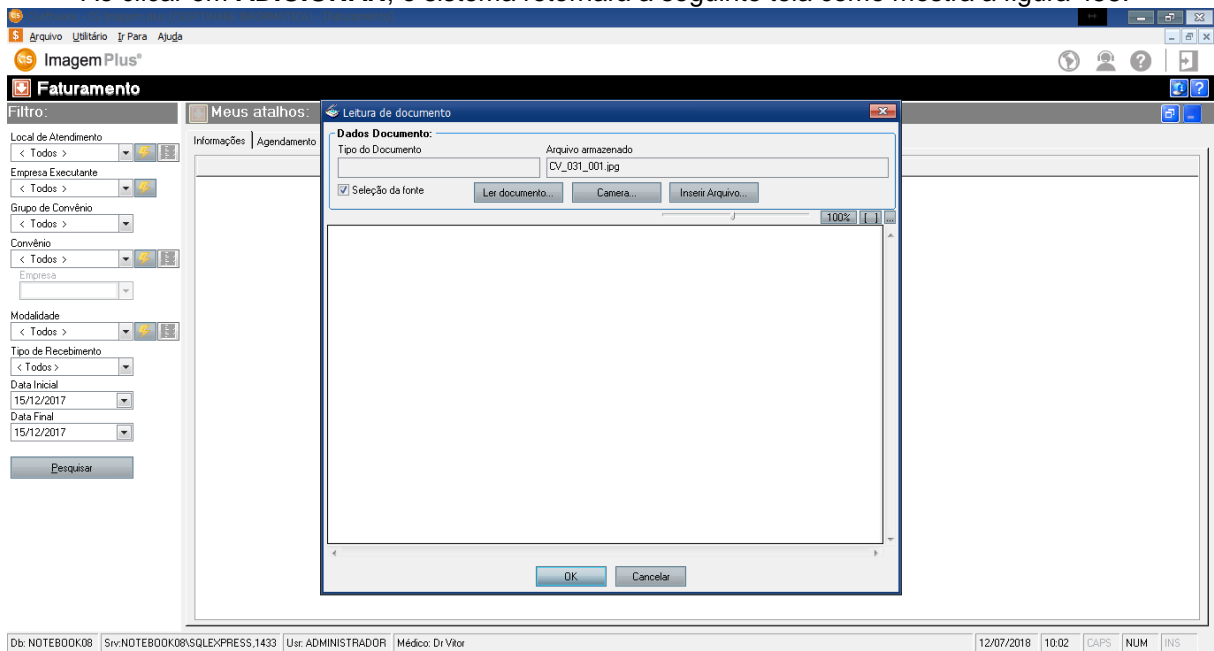 Arquivo Utilitário Ir Para Ajuda
GS ImagemPlus®
Faturamento
Filtro:
Meus atalhos:
Local de Atendimento
< Todos >
Empresa Executante
< Todos >
Grupo de Convênio
< Todos >
Convênio
< Todos >
Empresa
Modalidade
< Todos >
Tipo de Recebimento
< Todos >
Data Inicial
15/12/2017
Data Final
15/12/2017
Pesquisar
Informações Agendamento
Leitura de documento
Dados Documento:
Tipo do Documento Arquivo armazenado
CV_031_001.jpg
Seleção da fonte Ler documento... Camera... Inserir Arquivo...
100% [ ] ...
OK Cancelar
Db: NOTEBOOK08 Srv:NOTEBOOK08\SQLEXPRESS,1433 Usr: ADMINISTRADOR Médico: Dr Vitor 12/07/2018 10:02 CAPS NUM INS